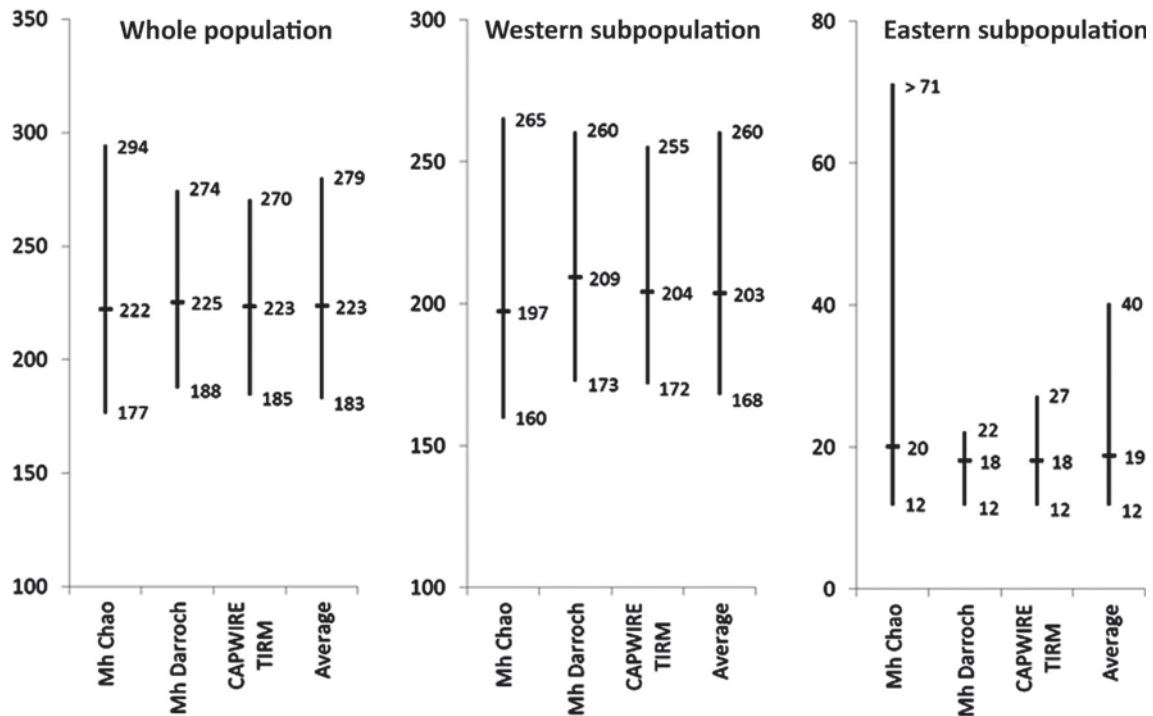 Whole population
350
300
250
200
150
100
294
222
177
274
225
188
270
223
185
279
223
183
Mh Chao
Mh Darroch
CAPWIRE
TIRM
Average
Western subpopulation
300
250
200
150
100
265
197
160
260
209
173
255
204
172
260
203
168
Mh Chao
Mh Darroch
CAPWIRE
TIRM
Average
Eastern subpopulation
80
60
40
20
0
> 71
20
12
22
18
12
27
18
12
40
19
12
Mh Chao
Mh Darroch
CAPWIRE
TIRM
Average